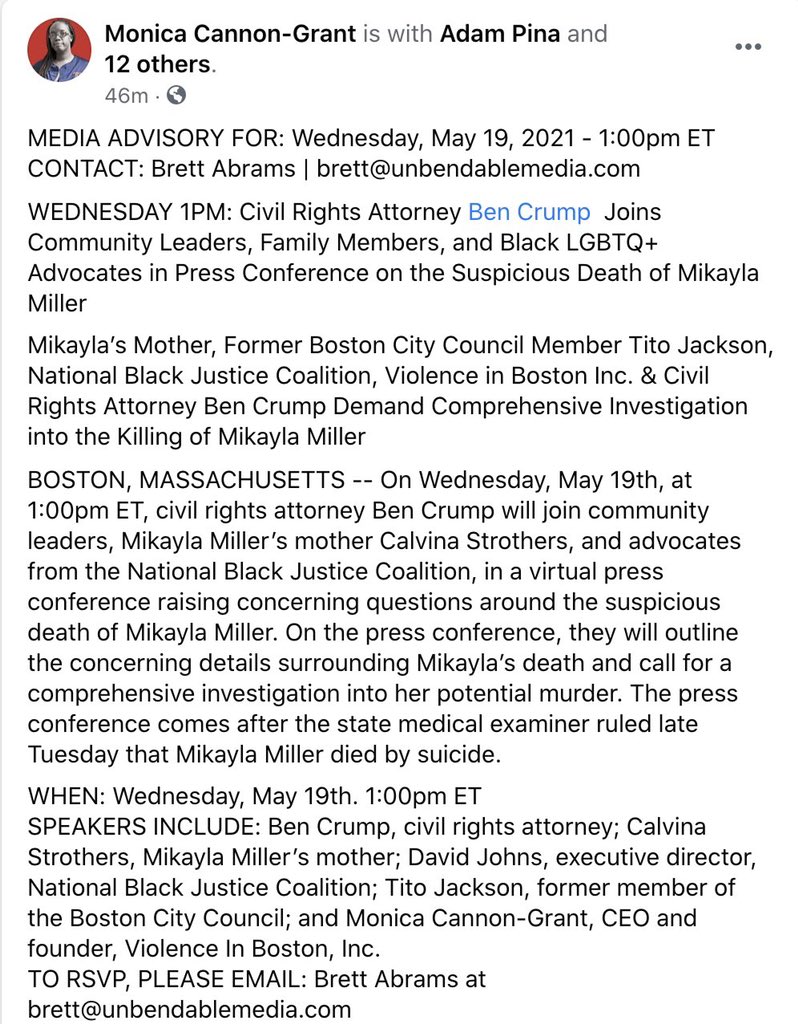 Monica Cannon-Grant is with Adam Pina and
12 others.
46m ·
MEDIA ADVISORY FOR: Wednesday, May 19, 2021 - 1:00pm ET
CONTACT: Brett Abrams | brett@unbendablemedia.com
WEDNESDAY 1PM: Civil Rights Attorney Ben Crump  Joins
Community Leaders, Family Members, and Black LGBTQ+
Advocates in Press Conference on the Suspicious Death of Mikayla
Miller
Mikayla’s Mother, Former Boston City Council Member Tito Jackson,
National Black Justice Coalition, Violence in Boston Inc. & Civil
Rights Attorney Ben Crump Demand Comprehensive Investigation
into the Killing of Mikayla Miller
BOSTON, MASSACHUSETTS -- On Wednesday, May 19th, at
1:00pm ET, civil rights attorney Ben Crump will join community
leaders, Mikayla Miller’s mother Calvina Strothers, and advocates
from the National Black Justice Coalition, in a virtual press
conference raising concerning questions around the suspicious
death of Mikayla Miller. On the press conference, they will outline
the concerning details surrounding Mikayla’s death and call for a
comprehensive investigation into her potential murder. The press
conference comes after the state medical examiner ruled late
Tuesday that Mikayla Miller died by suicide.
WHEN: Wednesday, May 19th. 1:00pm ET
SPEAKERS INCLUDE: Ben Crump, civil rights attorney; Calvina
Strothers, Mikayla Miller’s mother; David Johns, executive director,
National Black Justice Coalition; Tito Jackson, former member of
the Boston City Council; and Monica Cannon-Grant, CEO and
founder, Violence In Boston, Inc.
TO RSVP, PLEASE EMAIL: Brett Abrams at
brett@unbendablemedia.com